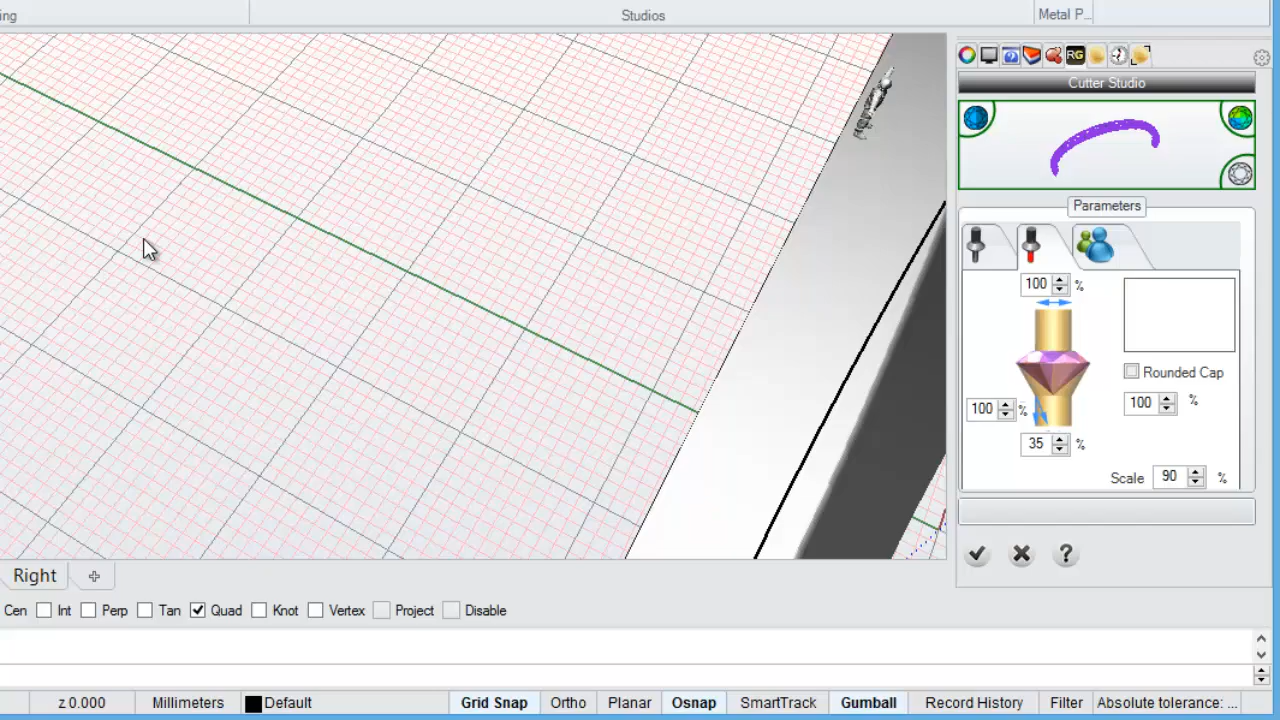 ing
Studios
Metal P...
RG
Cutter Studio
Parameters
100 %
Rounded Cap
100 %
100 %
35 %
Scale 90 %
Right
Cen Int Perp Tan Quad Knot Vertex Project Disable
z 0.000 Millimeters Default Grid Snap Ortho Planar Osnap SmartTrack Gumball Record History Filter Absolute tolerance: ...